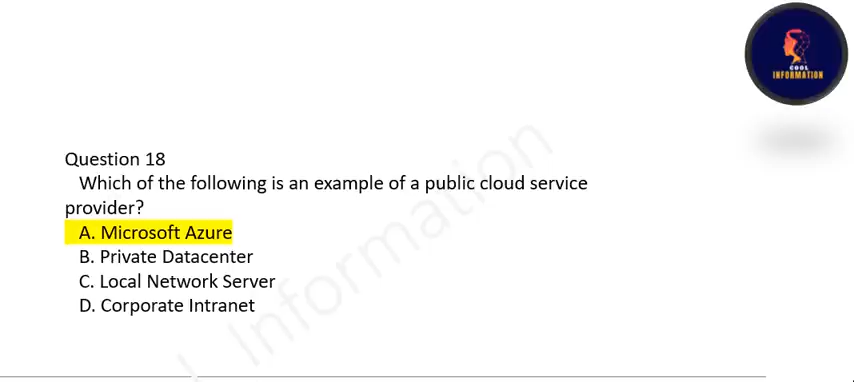 COOL
INFORMATION
Question 18
Which of the following is an example of a public cloud service
provider?
A. Microsoft Azure
B. Private Datacenter
C. Local Network Server
D. Corporate Intranet
l Information